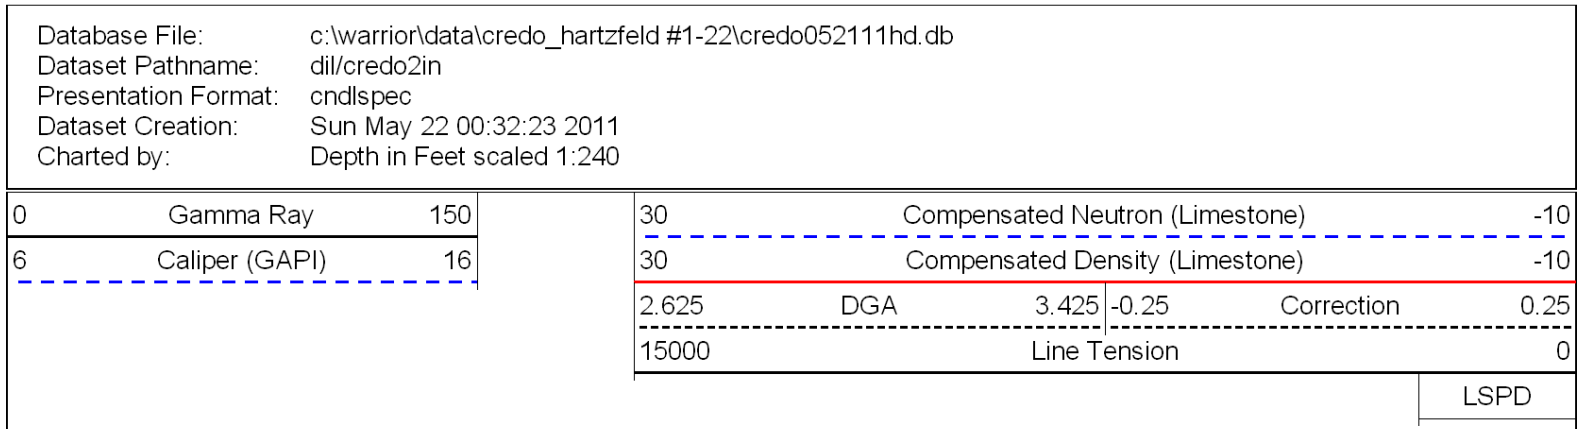 Database File: c:\warrior\data\credo_hartzfeld #1-22\credo052111hd.db
Dataset Pathname: dil/credo2in
Presentation Format: cndlspec
Dataset Creation: Sun May 22 00:32:23 2011
Charted by: Depth in Feet scaled 1:240
0 Gamma Ray 150 30 Compensated Neutron (Limestone) -10
6 Caliper (GAPI) 16 30 Compensated Density (Limestone) -10
2.625 DGA 3.425 -0.25 Correction 0.25
15000 Line Tension 0
LSPD